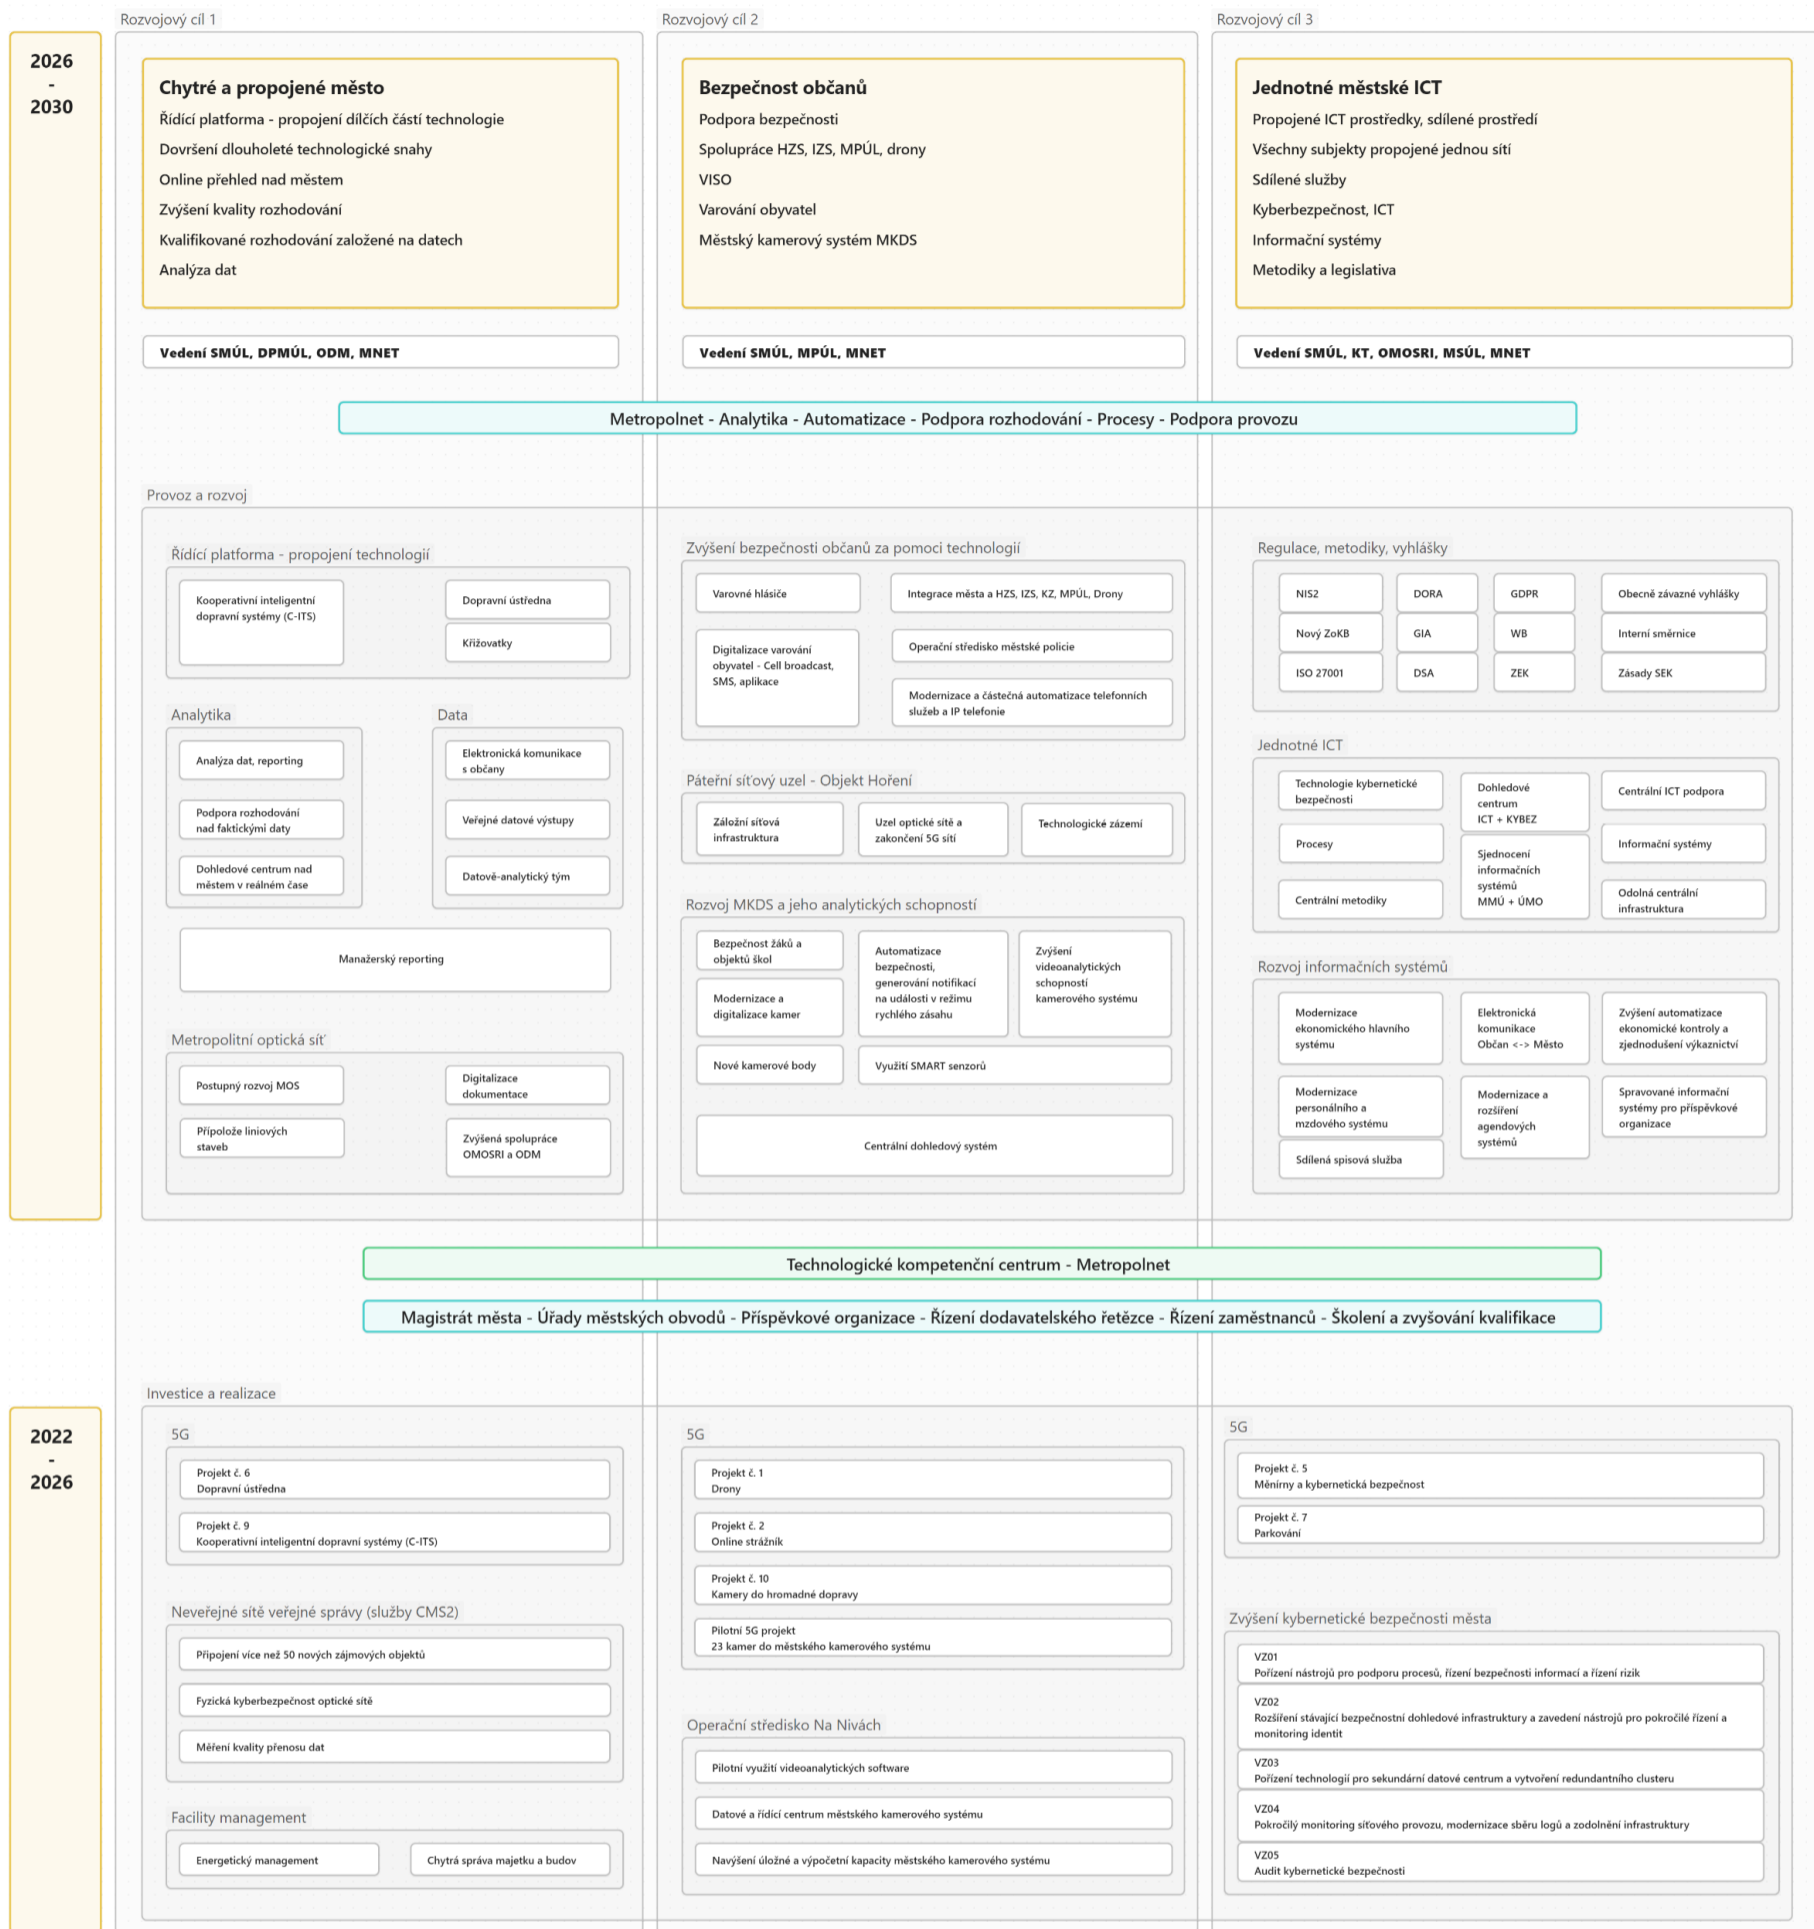 Rozvojový cíl 1
Rozvojový cíl 2
Rozvojový cíl 3
2026
-
2030
Chytré a propojené město
Řídící platforma - propojení dílčích částí technologie
Dovršení dlouholeté technologické snahy
Online přehled nad městem
Zvýšení kvality rozhodování
Kvalifikované rozhodování založené na datech
Analýza dat
Bezpečnost občanů
Podpora bezpečnosti
Spolupráce HZS, IZS, MPÚL, drony
VISO
Varování obyvatel
Městský kamerový systém MKDS
Jednotné městské ICT
Propojené ICT prostředky, sdílené prostředí
Všechny subjekty propojené jednou sítí
Sdílené služby
Kyberbezpečnost, ICT
Informační systémy
Metodiky a legislativa
Vedení SMÚL, DPMÚL, ODM, MNET
Vedení SMÚL, MPÚL, MNET
Vedení SMÚL, KT, OMOSRI, MSÚL, MNET
Metropolnet - Analytika - Automatizace - Podpora rozhodování - Procesy - Podpora provozu
Provoz a rozvoj
Řídící platforma - propojení technologií
Kooperativní inteligentní
dopravní systémy (C-ITS)
Dopravní ústředna
Křižovatky
Analytika
Analýza dat, reporting
Podpora rozhodování
nad faktickými daty
Dohledové centrum nad
městem v reálném čase
Data
Elektronická komunikace
s občany
Veřejné datové výstupy
Datově-analytický tým
Manažerský reporting
Metropolitní optická síť
Postupný rozvoj MOS
Přípolože liniových
staveb
Digitalizace
dokumentace
Zvýšená spolupráce
OMOSRI a ODM
Zvýšení bezpečnosti občanů za pomoci technologií
Varovné hlásiče
Integrace města a HZS, IZS, KZ, MPÚL, Drony
Digitalizace varování
obyvatel - Cell broadcast,
SMS, aplikace
Operační středisko městské policie
Modernizace a částečná automatizace telefonních
služeb a IP telefonie
Páteřní síťový uzel - Objekt Hoření
Záložní síťová
infrastruktura
Uzel optické sítě a
zakončení 5G sítí
Technologické zázemí
Rozvoj MKDS a jeho analytických schopností
Bezpečnost žáků a
objektů škol
Modernizace a
digitalizace kamer
Automatizace
bezpečnosti,
generování notifikací
na události v režimu
rychlého zásahu
Zvýšení
videoanalytických
schopností
kamerového systému
Nové kamerové body
Využití SMART senzorů
Centrální dohledový systém
Regulace, metodiky, vyhlášky
NIS2
DORA
GDPR
Obecně závazné vyhlášky
Nový ZoKB
GIA
WB
Interní směrnice
ISO 27001
DSA
ZEK
Zásady SEK
Jednotné ICT
Technologie kybernetické
bezpečnosti
Dohledové
centrum
ICT + KYBEZ
Centrální ICT podpora
Procesy
Sjednocení
informačních
systémů
MMÚ + ÚMO
Informační systémy
Centrální metodiky
Odolná centrální
infrastruktura
Rozvoj informačních systémů
Modernizace
ekonomického hlavního
systému
Elektronická
komunikace
Občan <-> Město
Zvýšení automatizace
ekonomické kontroly a
zjednodušení výkaznictví
Modernizace
personálního a
mzdového systému
Modernizace a
rozšíření
agendových
systémů
Spravované informační
systémy pro příspěvkové
organizace
Sdílená spisová služba
Technologické kompetenční centrum - Metropolnet
Magistrát města - Úřady městských obvodů - Příspěvkové organizace - Řízení dodavatelského řetězce - Řízení zaměstnanců - Školení a zvyšování kvalifikace
Investice a realizace
2022
-
2026
5G
Projekt č. 6
Dopravní ústředna
Projekt č. 9
Kooperativní inteligentní dopravní systémy (C-ITS)
Neveřejné sítě veřejné správy (služby CMS2)
Připojení více než 50 nových zájmových objektů
Fyzická kyberbezpečnost optické sítě
Měření kvality přenosu dat
Facility management
Energetický management
Chytrá správa majetku a budov
5G
Projekt č. 1
Drony
Projekt č. 2
Online strážník
Projekt č. 10
Kamery do hromadné dopravy
Pilotní 5G projekt
23 kamer do městského kamerového systému
Operační středisko Na Nivách
Pilotní využití videoanalytických software
Datové a řídící centrum městského kamerového systému
Navýšení úložné a výpočetní kapacity městského kamerového systému
5G
Projekt č. 5
Měnírny a kybernetická bezpečnost
Projekt č. 7
Parkování
Zvýšení kybernetické bezpečnosti města
VZ01
Pořízení nástrojů pro podporu procesů, řízení bezpečnosti informací a řízení rizik
VZ02
Rozšíření stávající bezpečnostní dohledové infrastruktury a zavedení nástrojů pro pokročilé řízení a
monitoring identit
VZ03
Pořízení technologií pro sekundární datové centrum a vytvoření redundantního clusteru
VZ04
Pokročilý monitoring síťového provozu, modernizace sběru logů a zodolnění infrastruktury
VZ05
Audit kybernetické bezpečnosti